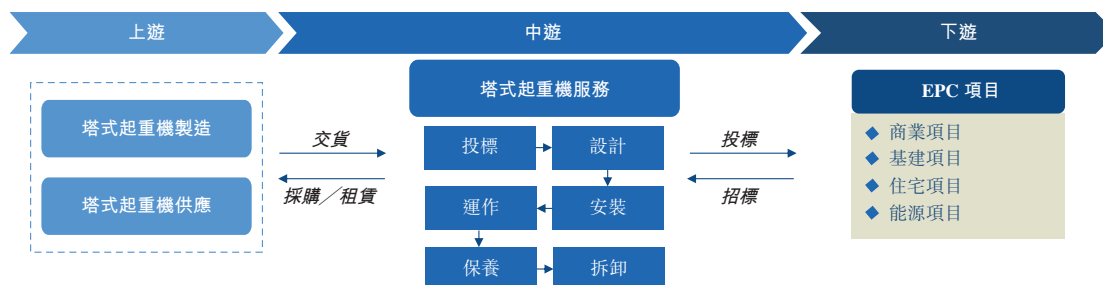 上遊
中遊
下遊
塔式起重機製造
塔式起重機供應
交貨
採購／租賃
塔式起重機服務
投標
設計
運作
安裝
保養
拆卸
投標
招標
EPC 項目
商業項目
基建項目
住宅項目
能源項目